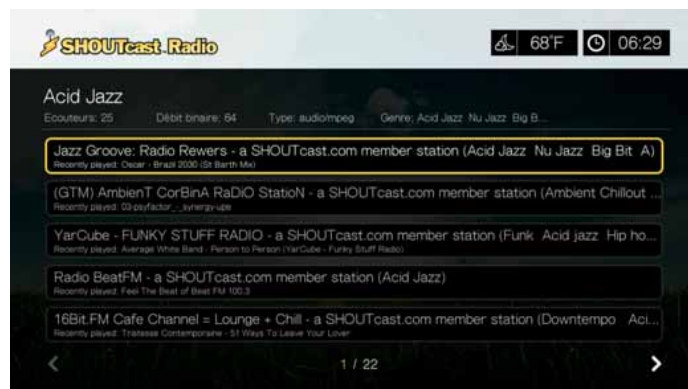 SHOUTcast Radio
68°F 06:29
Acid Jazz
Ecouteurs: 25 Débit binaire: 64 Type: audio/mpeg Genre: Acid Jazz Nu Jazz Big B...
Jazz Groove: Radio Rewers - a SHOUTcast.com member station (Acid Jazz Nu Jazz Big Bit A)
Recently played: Oscar - Brazil 2030 (St Barth Mix)
(GTM) AmbienT CorBinA RaDiO StatioN - a SHOUTcast.com member station (Ambient Chillout ...
Recently played: 03-psyfactor_-_synergy-upe
YarCube - FUNKY STUFF RADIO - a SHOUTcast.com member station (Funk Acid jazz Hip ho...
Recently played: Average White Band - Person to Person (YarCube - Funky Stuff Radio)
Radio BeatFM - a SHOUTcast.com member station (Acid Jazz)
Recently played: Feel The Beat of Beat FM 100.3
16Bit.FM Cafe Channel = Lounge + Chill - a SHOUTcast.com member station (Downtempo Aci...
Recently played: Tristesse Contemporaine - 51 Ways To Leave Your Lover
1 / 22